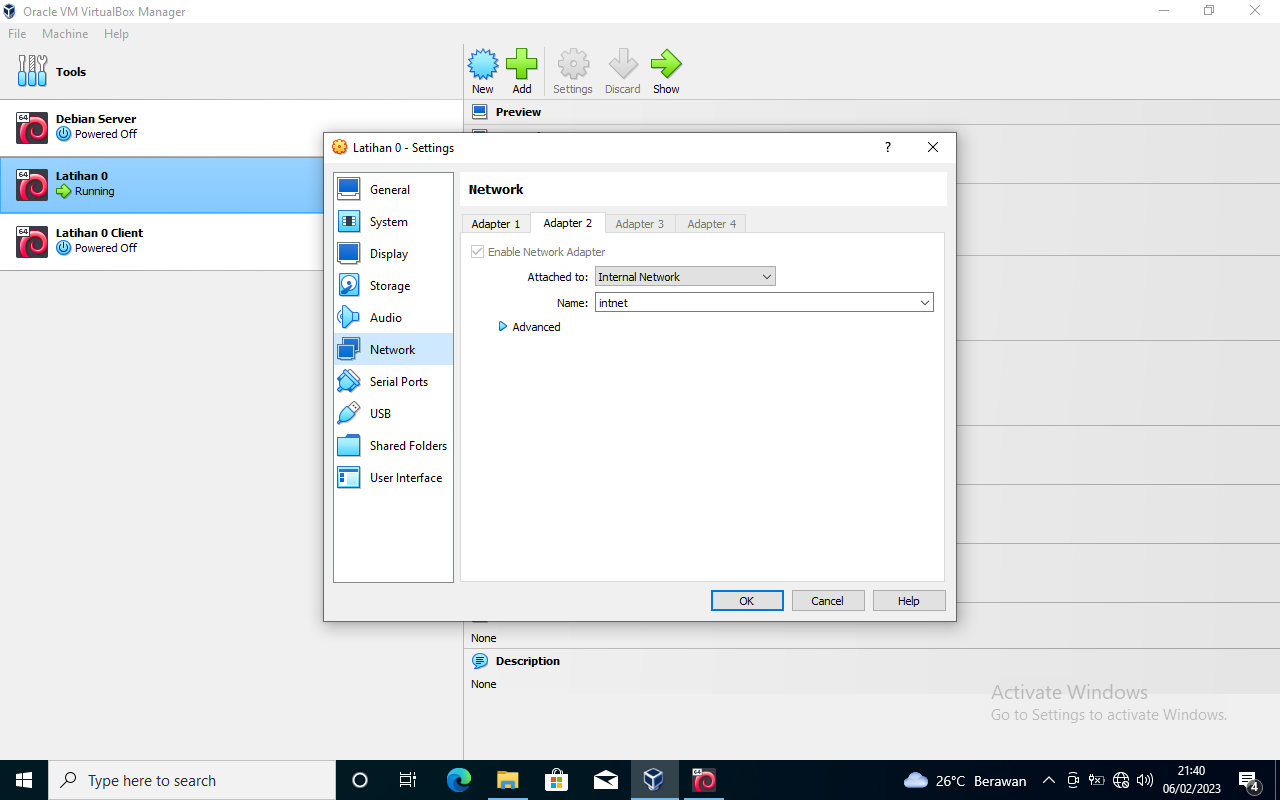 Oracle VM VirtualBox Manager
File Machine Help
Tools
New Add Settings Discard Show
64 Debian Server
Powered Off
64 Latihan 0
Running
64 Latihan 0 Client
Powered Off
Preview
Latihan 0 - Settings ?
General
System
Display
Storage
Audio
Network
Serial Ports
USB
Shared Folders
User Interface
Network
Adapter 1 Adapter 2 Adapter 3 Adapter 4
Enable Network Adapter
Attached to: Internal Network
Name: intnet
Advanced
OK Cancel Help
None
Description
None
Activate Windows
Go to Settings to activate Windows.
Type here to search
64
26°C Berawan
21:40
06/02/2023
4